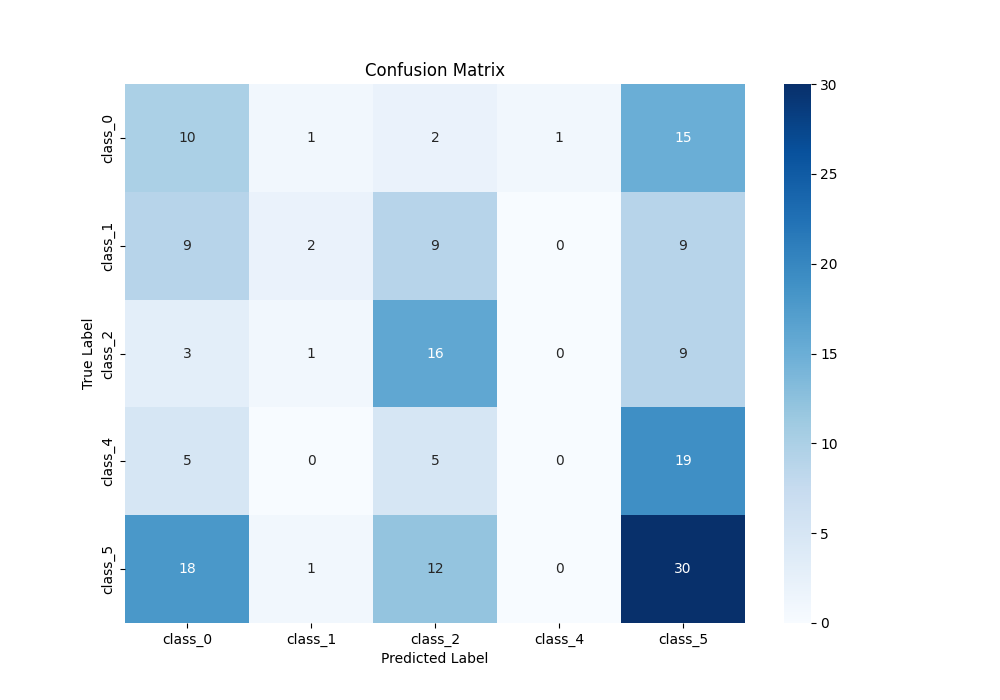 Confusion Matrix
class_0 10 1 2 1 15
class_1 9 2 9 0 9
class_2 3 1 16 0 9
class_4 5 0 5 0 19
class_5 18 1 12 0 30
class_0 class_1 class_2 class_4 class_5
Predicted Label
True Label
30
25
20
15
10
5
0